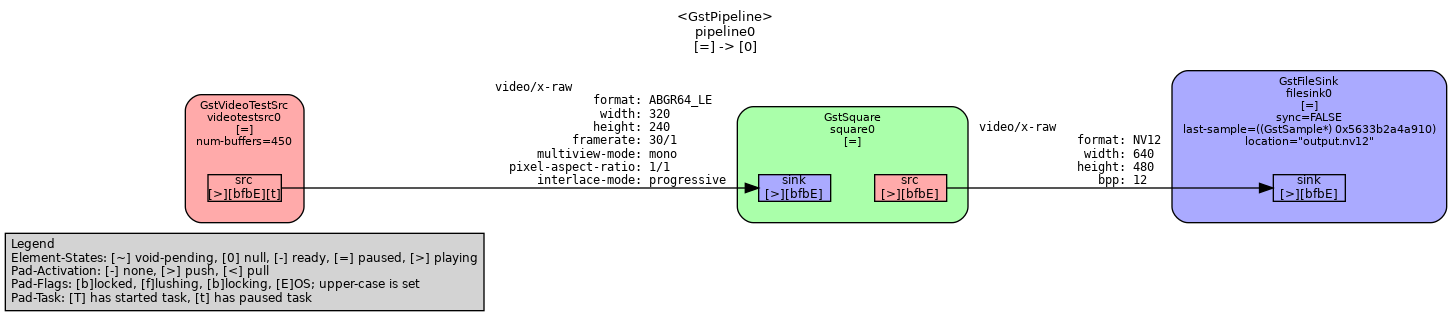 <GstPipeline>
pipeline0
[=] -> [0]
GstVideoTestSrc
videotestsrc0
[=]
num-buffers=450
src
[>][bfbE][t]
video/x-raw
format: ABGR64_LE
width: 320
height: 240
framerate: 30/1
multiview-mode: mono
pixel-aspect-ratio: 1/1
interlace-mode: progressive
GstSquare
square0
[=]
sink
[>][bfbE]
src
[>][bfbE]
video/x-raw
format: NV12
width: 640
height: 480
bpp: 12
GstFileSink
filesink0
[=]
sync=FALSE
last-sample=((GstSample*) 0x5633b2a4a910)
location="output.nv12"
sink
[>][bfbE]
Legend
Element-States: [~] void-pending, [0] null, [-] ready, [=] paused, [>] playing
Pad-Activation: [-] none, [>] push, [<] pull
Pad-Flags: [b]locked, [f]lushing, [b]locking, [E]OS; upper-case is set
Pad-Task: [T] has started task, [t] has paused task